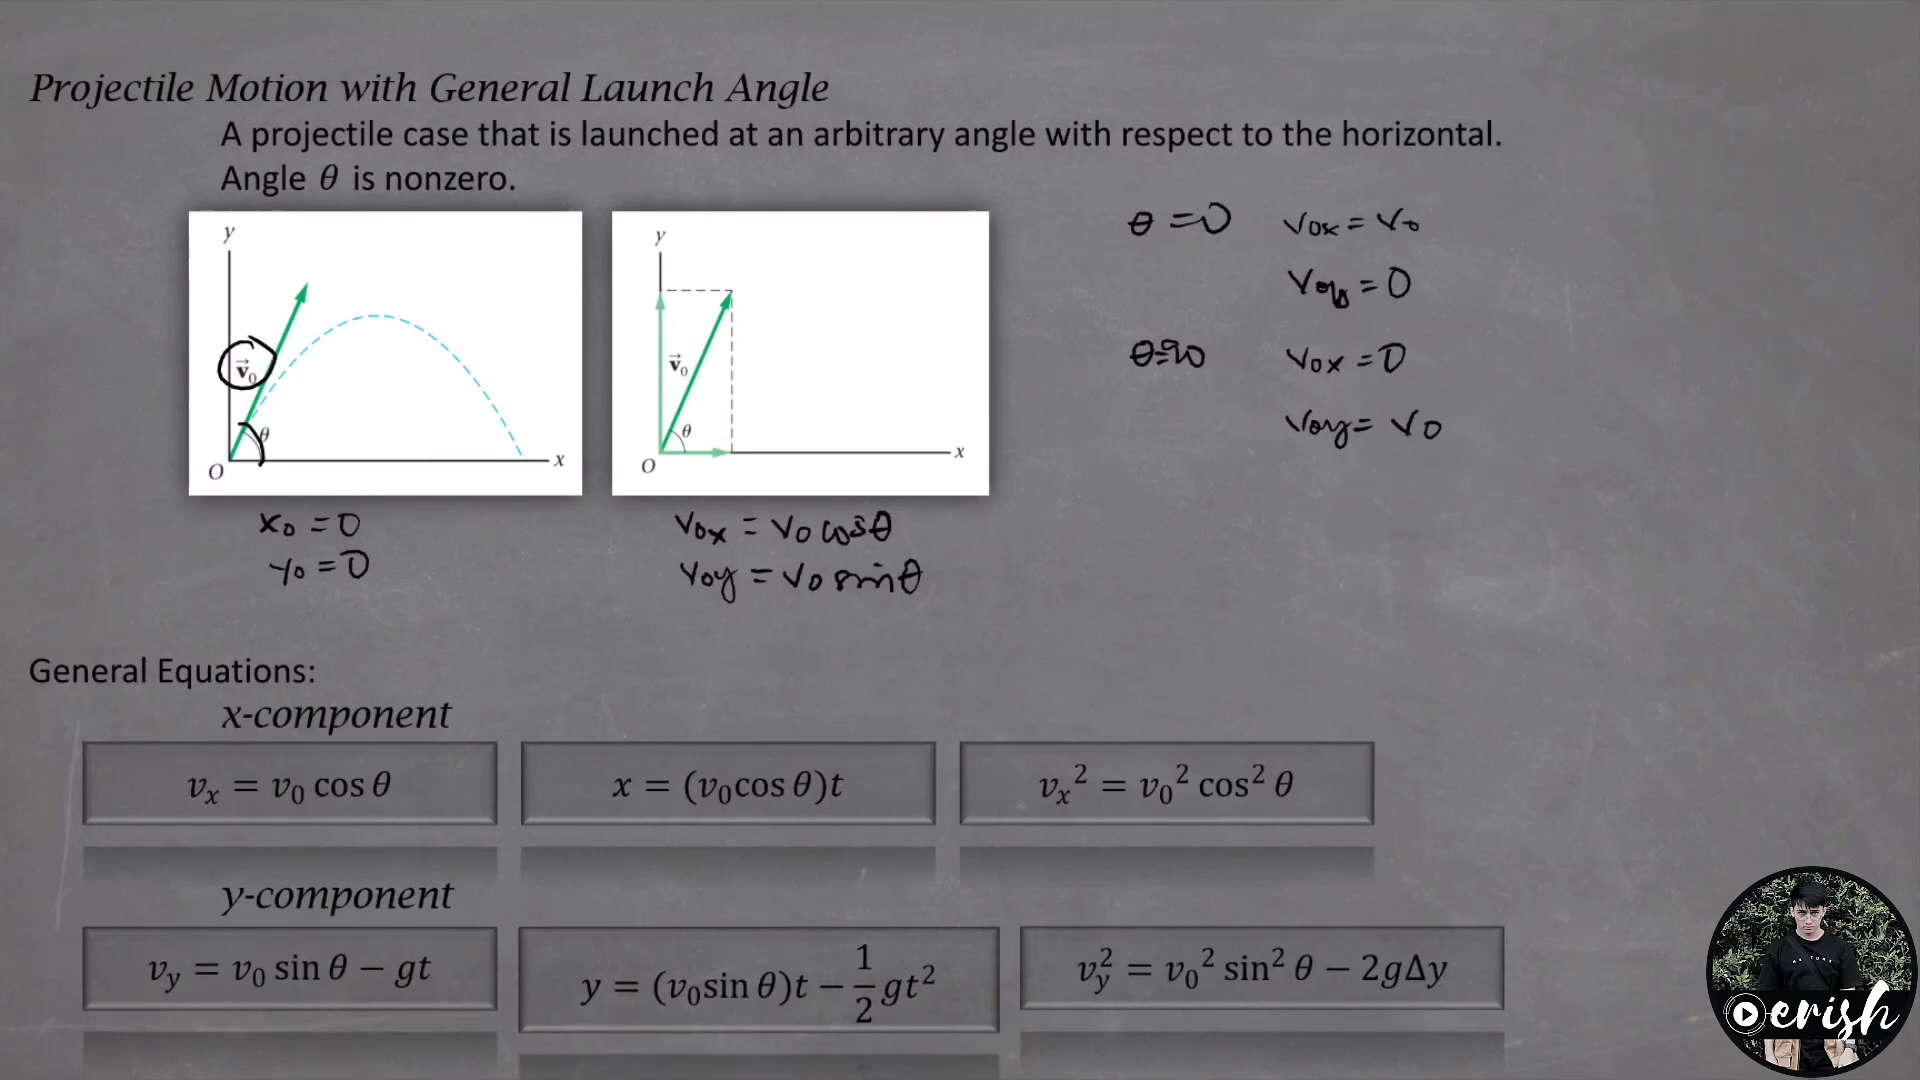 Projectile Motion with General Launch Angle
A projectile case that is launched at an arbitrary angle with respect to the horizontal.
Angle θ is nonzero.
y
v⃗₀
θ
O
x
x₀ = 0
y₀ = 0
y
v⃗₀
θ
O
x
v₀ₓ = v₀ cosθ
v₀y = v₀ sinθ
θ = 0 v₀ₓ = v₀
v₀y = 0
θ=90 v₀ₓ = 0
v₀y = v₀
General Equations:
x-component
vₓ = v₀ cos θ
x = (v₀cos θ)t
vₓ² = v₀² cos² θ
y-component
v_y = v₀ sin θ − gt
y = (v₀sin θ)t − 1/2 gt²
v_y² = v₀² sin² θ − 2gΔy
erish